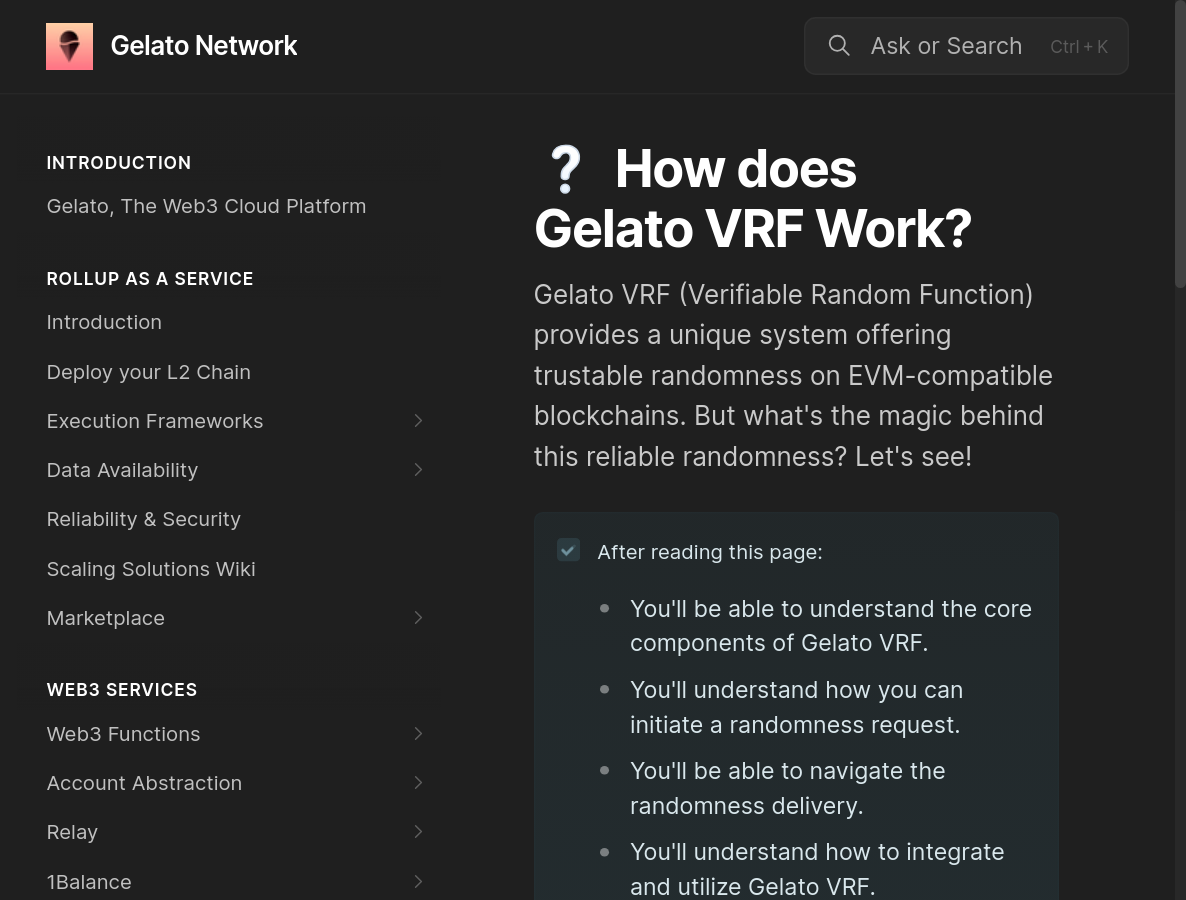 Gelato Network
Ask or Search Ctrl + K
INTRODUCTION
Gelato, The Web3 Cloud Platform
ROLLUP AS A SERVICE
Introduction
Deploy your L2 Chain
Execution Frameworks
Data Availability
Reliability & Security
Scaling Solutions Wiki
Marketplace
WEB3 SERVICES
Web3 Functions
Account Abstraction
Relay
1Balance
❔ How does
Gelato VRF Work?
Gelato VRF (Verifiable Random Function)
provides a unique system offering
trustable randomness on EVM-compatible
blockchains. But what's the magic behind
this reliable randomness? Let's see!
After reading this page:
You'll be able to understand the core
components of Gelato VRF.
You'll understand how you can
initiate a randomness request.
You'll be able to navigate the
randomness delivery.
You'll understand how to integrate
and utilize Gelato VRF.